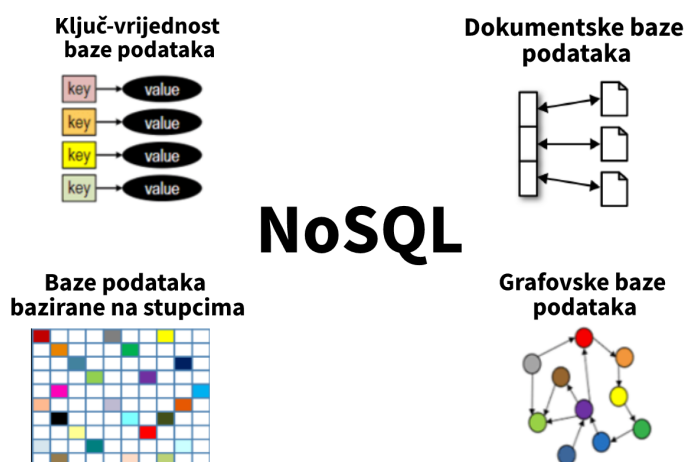 Ključ-vrijednost
baze podataka
key value
key value
key value
key value
Dokumentske baze
podataka
NoSQL
Baze podataka
bazirane na stupcima
Grafovske baze
podataka